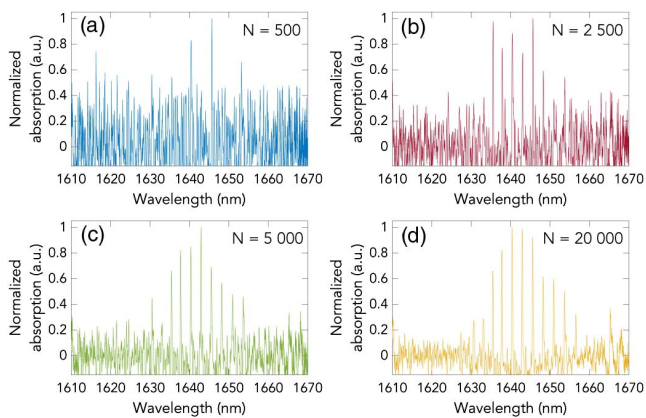 (a)
N = 500
1
0.8
0.6
0.4
0.2
0
Normalized
absorption (a.u.)
1610 1620 1630 1640 1650 1660 1670
Wavelength (nm)
(b)
N = 2 500
1
0.8
0.6
0.4
0.2
0
Normalized
absorption (a.u.)
1610 1620 1630 1640 1650 1660 1670
Wavelength (nm)
(c)
N = 5 000
1
0.8
0.6
0.4
0.2
0
Normalized
absorption (a.u.)
1610 1620 1630 1640 1650 1660 1670
Wavelength (nm)
(d)
N = 20 000
1
0.8
0.6
0.4
0.2
0
Normalized
absorption (a.u.)
1610 1620 1630 1640 1650 1660 1670
Wavelength (nm)